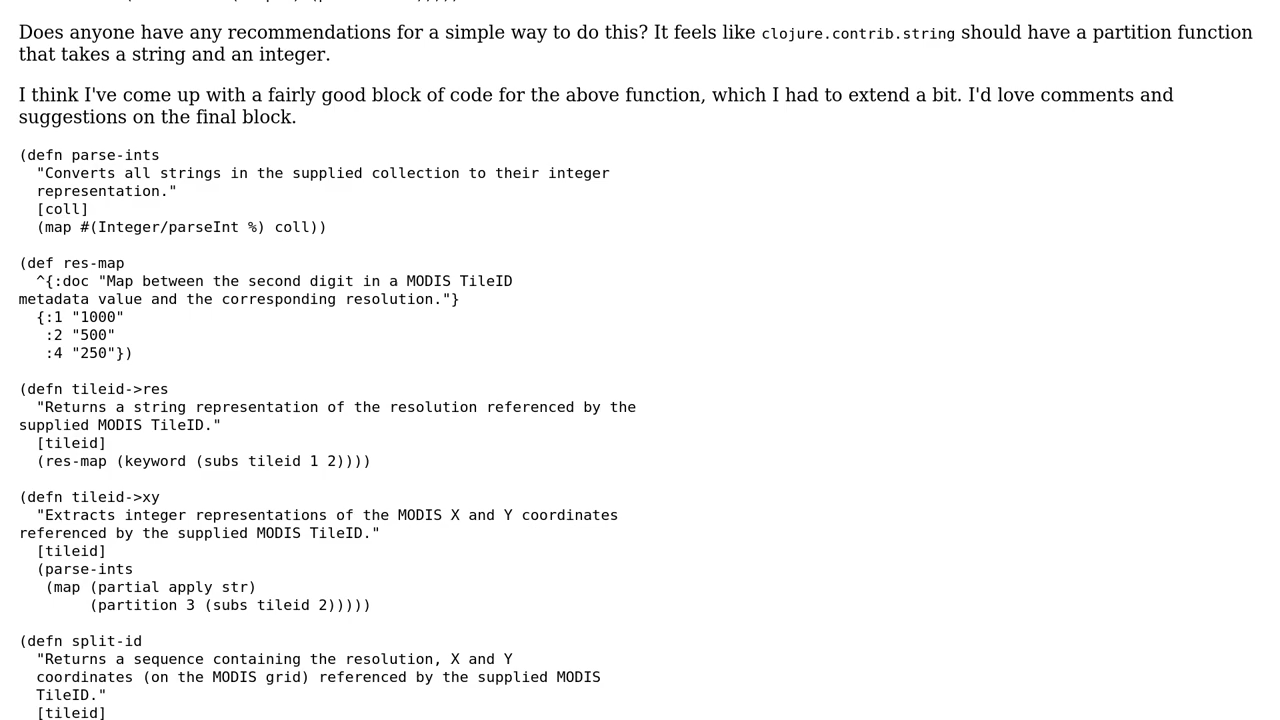 Does anyone have any recommendations for a simple way to do this? It feels like clojure.contrib.string should have a partition function
that takes a string and an integer.
I think I've come up with a fairly good block of code for the above function, which I had to extend a bit. I'd love comments and
suggestions on the final block.
(defn parse-ints
  "Converts all strings in the supplied collection to their integer
  representation."
  [coll]
  (map #(Integer/parseInt %) coll))
(def res-map
  ^{:doc "Map between the second digit in a MODIS TileID
metadata value and the corresponding resolution."}
  {:1 "1000"
   :2 "500"
   :4 "250"})
(defn tileid->res
  "Returns a string representation of the resolution referenced by the
supplied MODIS TileID."
  [tileid]
  (res-map (keyword (subs tileid 1 2))))
(defn tileid->xy
  "Extracts integer representations of the MODIS X and Y coordinates
referenced by the supplied MODIS TileID."
  [tileid]
  (parse-ints
   (map (partial apply str)
        (partition 3 (subs tileid 2)))))
(defn split-id
  "Returns a sequence containing the resolution, X and Y
  coordinates (on the MODIS grid) referenced by the supplied MODIS
  TileID."
  [tileid]